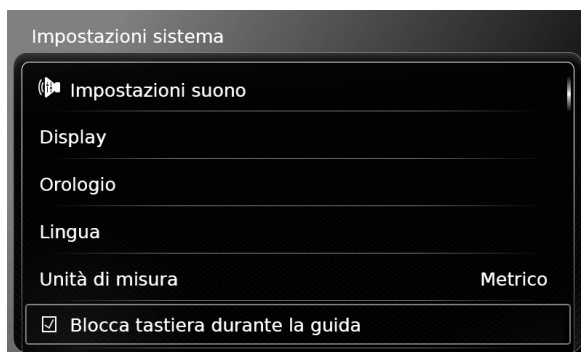 Impostazioni sistema
Impostazioni suono
Display
Orologio
Lingua
Unità di misura Metrico
Blocca tastiera durante la guida